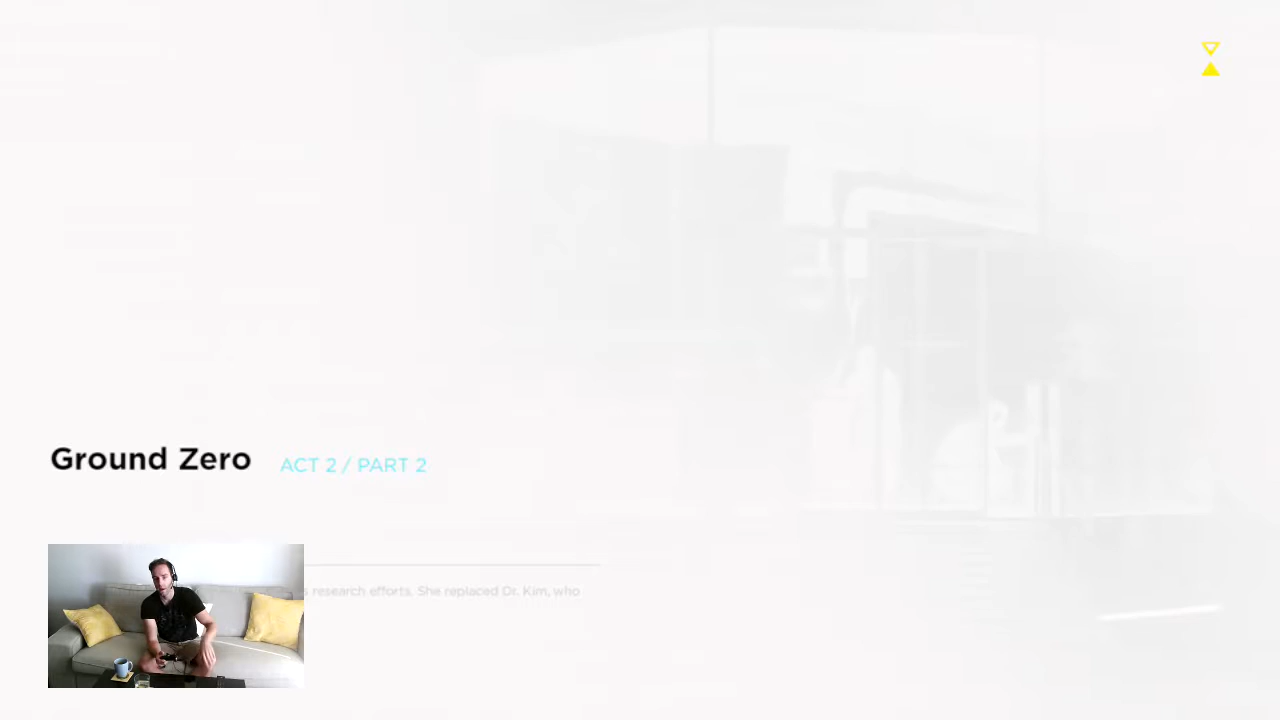 Ground Zero ACT 2 / PART 2
research efforts. She replaced Dr. Kim, who